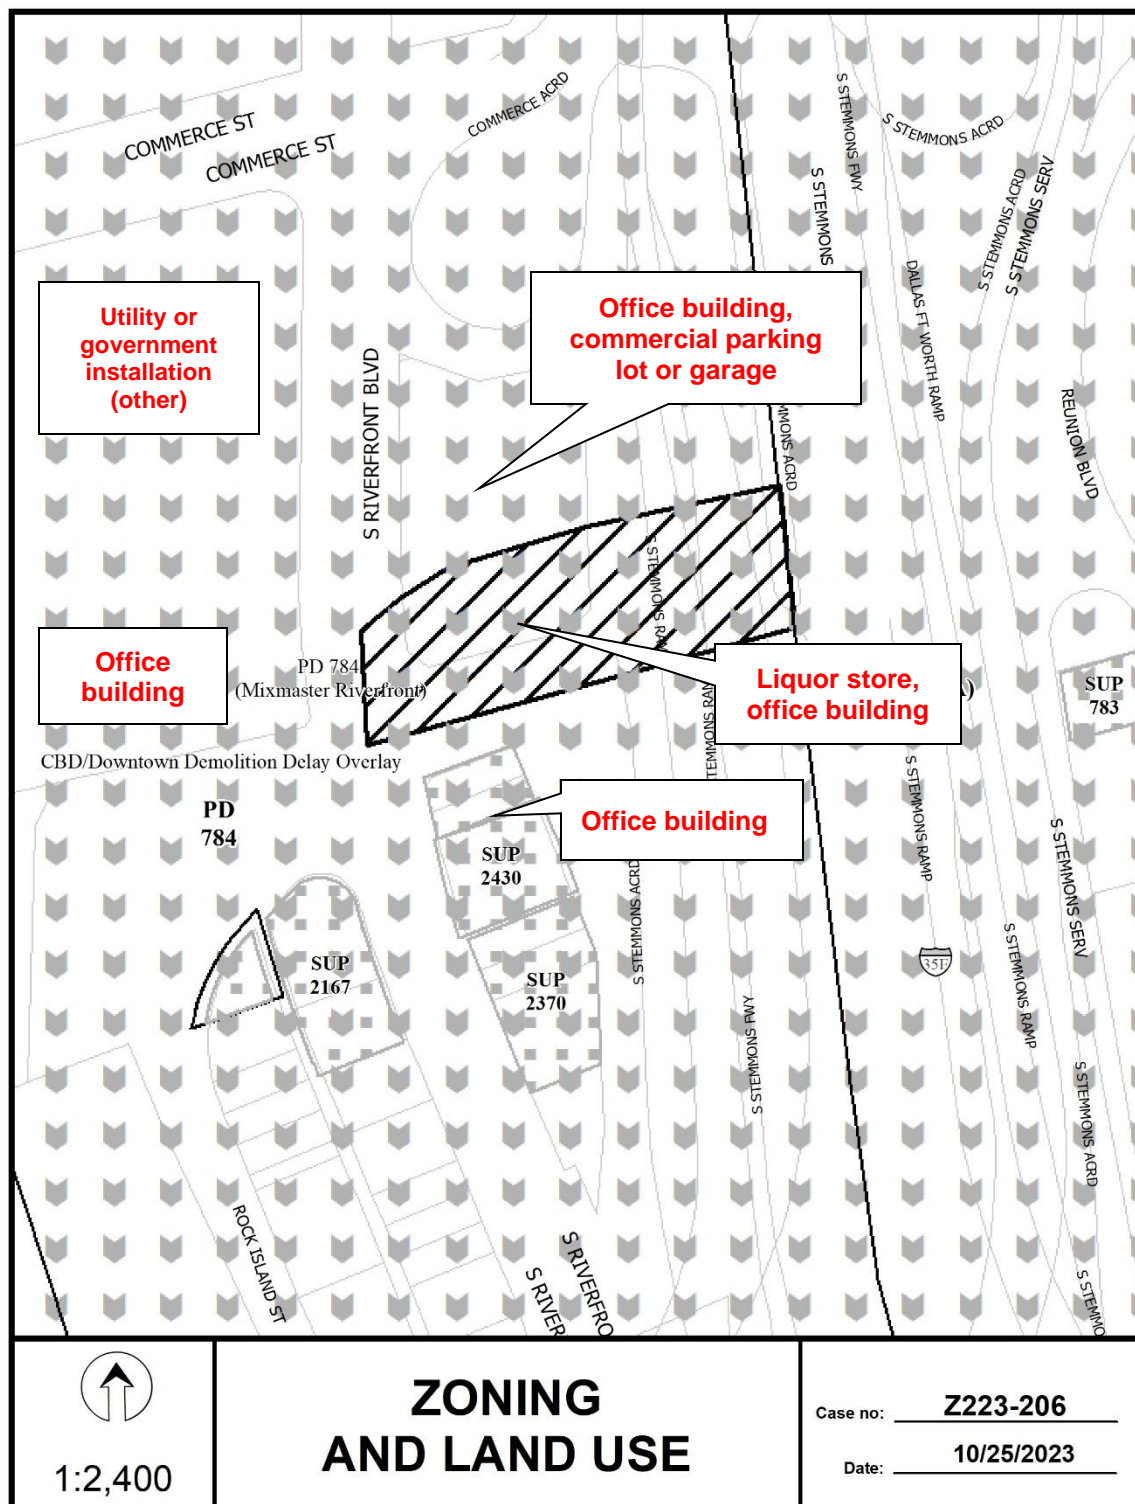 COMMERCE ST
COMMERCE ST
COMMERCE ACRD
S STEMMONS FWY
S STEMMONS ACRD
S STEMMONS
S STEMMONS ACRD
S STEMMONS SERV
DALLAS FT WORTH RAMP
Utility or
government
installation
(other)
Office building,
commercial parking
lot or garage
S RIVERFRONT BLVD
MMONS ACRD
REUNION BLVD
S STEMMONS RAM
Office
building
PD 784
(Mixmaster Riverfront)
Liquor store,
office building
)
SUP
783
CBD/Downtown Demolition Delay Overlay
TEMMONS RAM
PD
784
Office building
S STEMMONS RAMP
SUP
2430
S STEMMONS SERV
S STEMMONS ACRD
SUP
2167
SUP
2370
35E
S STEMMONS RAMP
S STEMMONS FWY
S STEMMONS ACRD
ROCK ISLAND ST
S RIVERFRO
S RIVER
S STEMMO
1:2,400
ZONING
AND LAND USE
Case no: Z223-206
Date: 10/25/2023